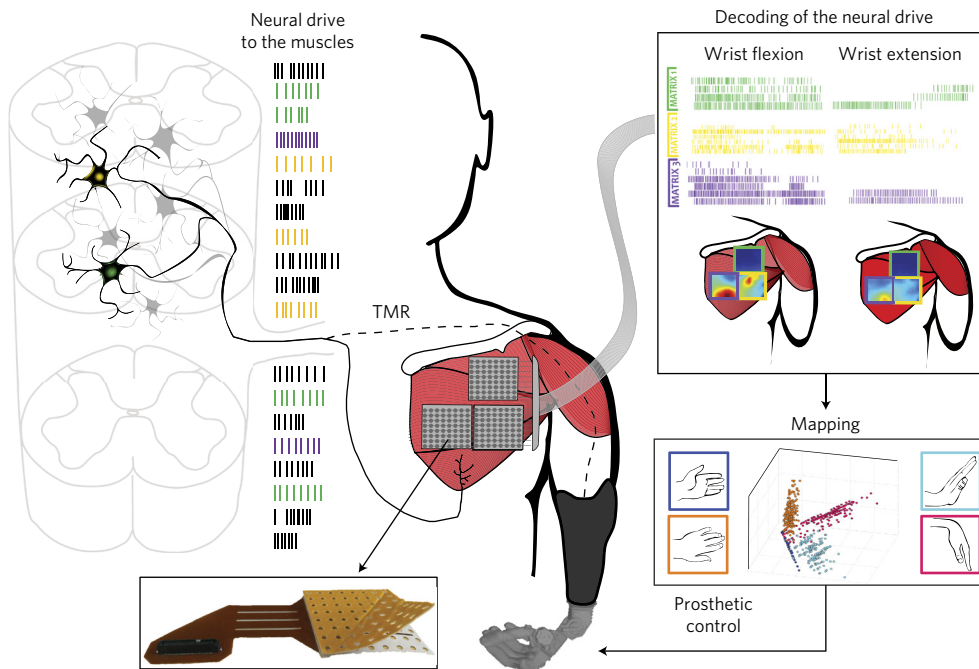 Neural drive
to the muscles
TMR
Decoding of the neural drive
Wrist flexion
Wrist extension
MATRIX 1
MATRIX 2
MATRIX 3
Mapping
Prosthetic
control